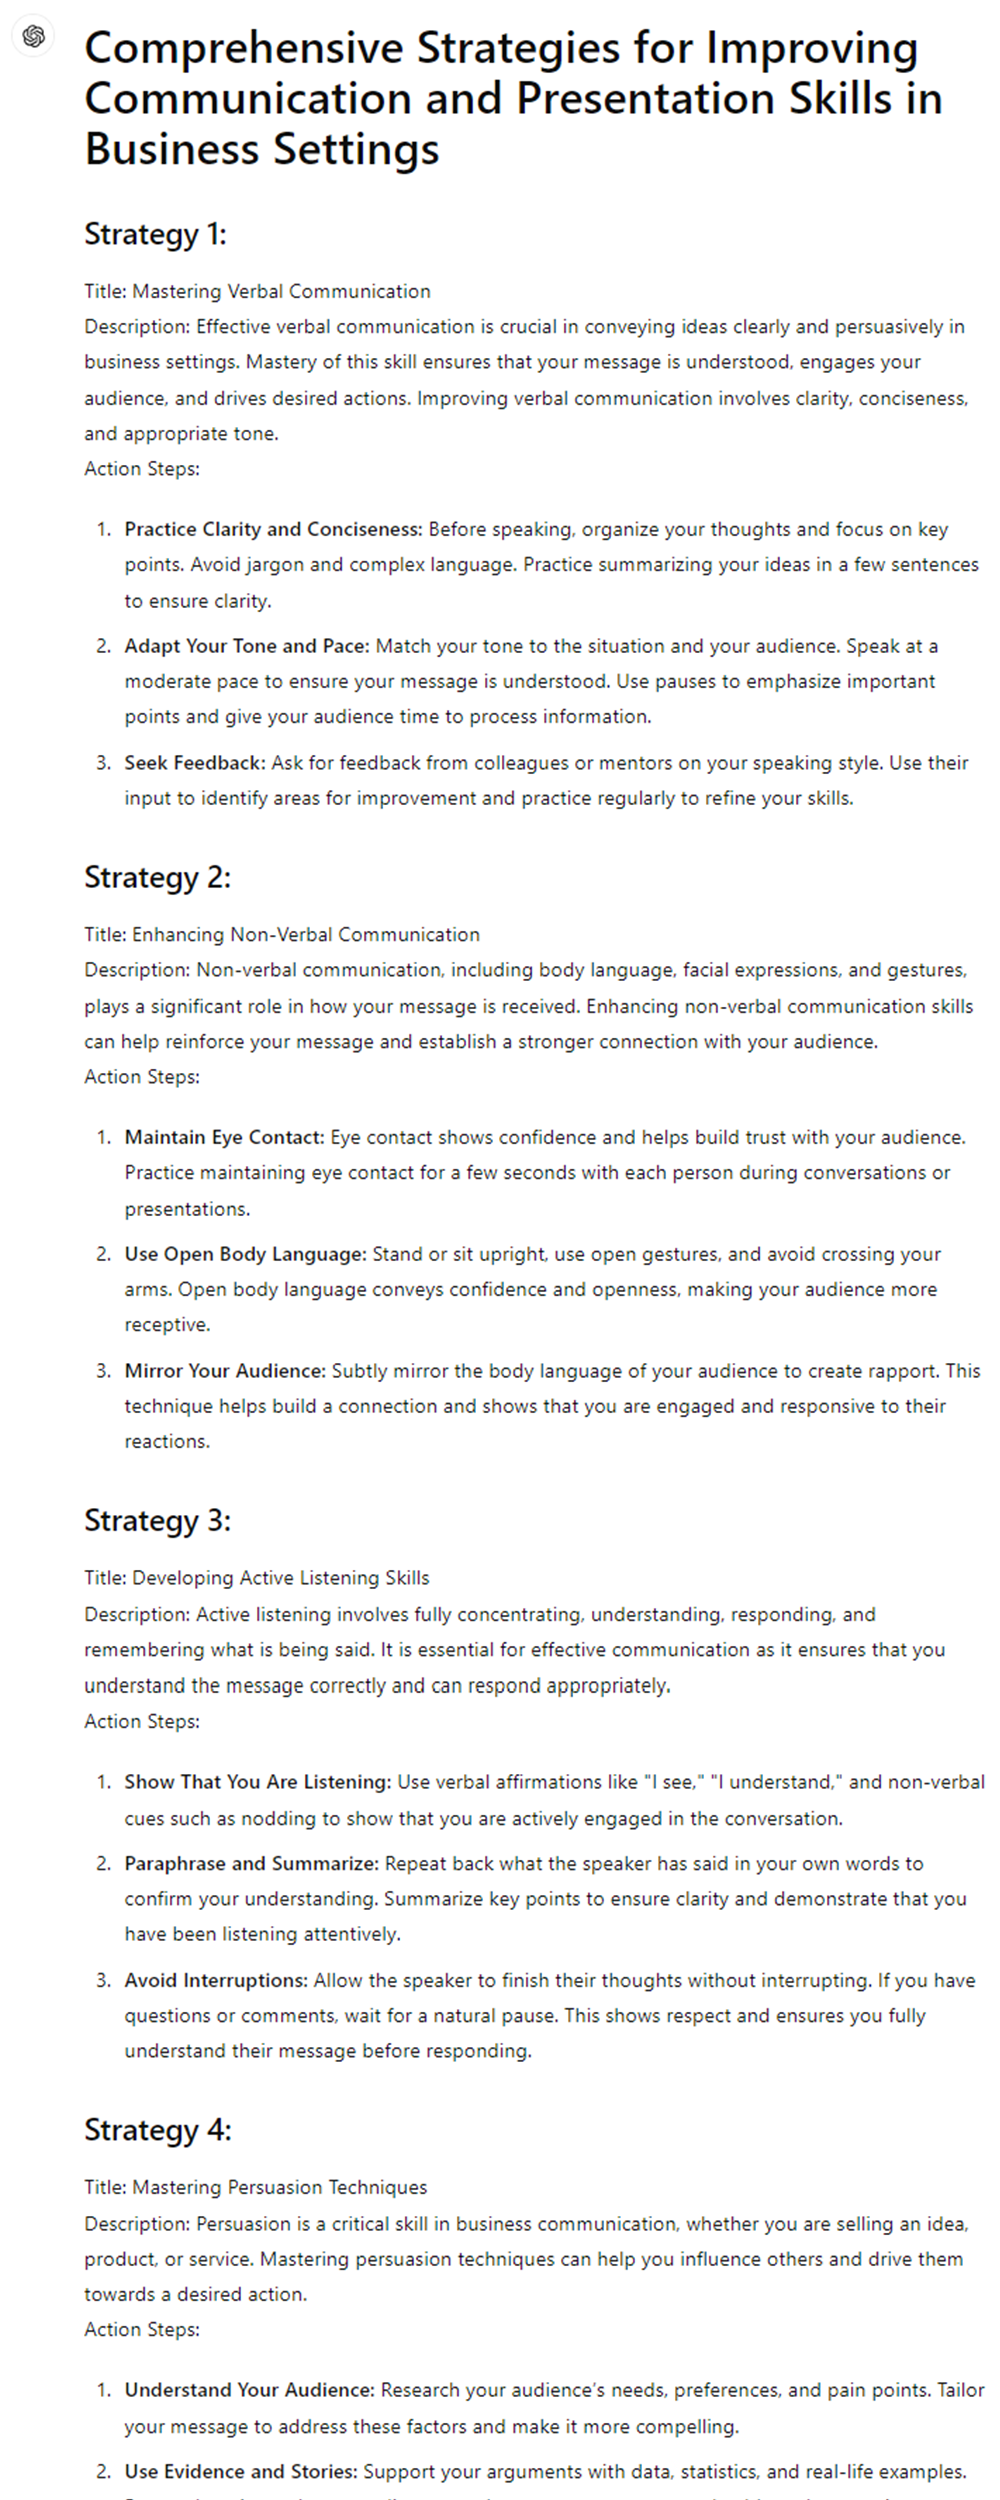 Comprehensive Strategies for Improving
Communication and Presentation Skills in
Business Settings
Strategy 1:
Title: Mastering Verbal Communication
Description: Effective verbal communication is crucial in conveying ideas clearly and persuasively in
business settings. Mastery of this skill ensures that your message is understood, engages your
audience, and drives desired actions. Improving verbal communication involves clarity, conciseness,
and appropriate tone.
Action Steps:
1. Practice Clarity and Conciseness: Before speaking, organize your thoughts and focus on key
points. Avoid jargon and complex language. Practice summarizing your ideas in a few sentences
to ensure clarity.
2. Adapt Your Tone and Pace: Match your tone to the situation and your audience. Speak at a
moderate pace to ensure your message is understood. Use pauses to emphasize important
points and give your audience time to process information.
3. Seek Feedback: Ask for feedback from colleagues or mentors on your speaking style. Use their
input to identify areas for improvement and practice regularly to refine your skills.
Strategy 2:
Title: Enhancing Non-Verbal Communication
Description: Non-verbal communication, including body language, facial expressions, and gestures,
plays a significant role in how your message is received. Enhancing non-verbal communication skills
can help reinforce your message and establish a stronger connection with your audience.
Action Steps:
1. Maintain Eye Contact: Eye contact shows confidence and helps build trust with your audience.
Practice maintaining eye contact for a few seconds with each person during conversations or
presentations.
2. Use Open Body Language: Stand or sit upright, use open gestures, and avoid crossing your
arms. Open body language conveys confidence and openness, making your audience more
receptive.
3. Mirror Your Audience: Subtly mirror the body language of your audience to create rapport. This
technique helps build a connection and shows that you are engaged and responsive to their
reactions.
Strategy 3:
Title: Developing Active Listening Skills
Description: Active listening involves fully concentrating, understanding, responding, and
remembering what is being said. It is essential for effective communication as it ensures that you
understand the message correctly and can respond appropriately.
Action Steps:
1. Show That You Are Listening: Use verbal affirmations like "I see," "I understand," and non-verbal
cues such as nodding to show that you are actively engaged in the conversation.
2. Paraphrase and Summarize: Repeat back what the speaker has said in your own words to
confirm your understanding. Summarize key points to ensure clarity and demonstrate that you
have been listening attentively.
3. Avoid Interruptions: Allow the speaker to finish their thoughts without interrupting. If you have
questions or comments, wait for a natural pause. This shows respect and ensures you fully
understand their message before responding.
Strategy 4:
Title: Mastering Persuasion Techniques
Description: Persuasion is a critical skill in business communication, whether you are selling an idea,
product, or service. Mastering persuasion techniques can help you influence others and drive them
towards a desired action.
Action Steps:
1. Understand Your Audience: Research your audience's needs, preferences, and pain points. Tailor
your message to address these factors and make it more compelling.
2. Use Evidence and Stories: Support your arguments with data, statistics, and real-life examples.